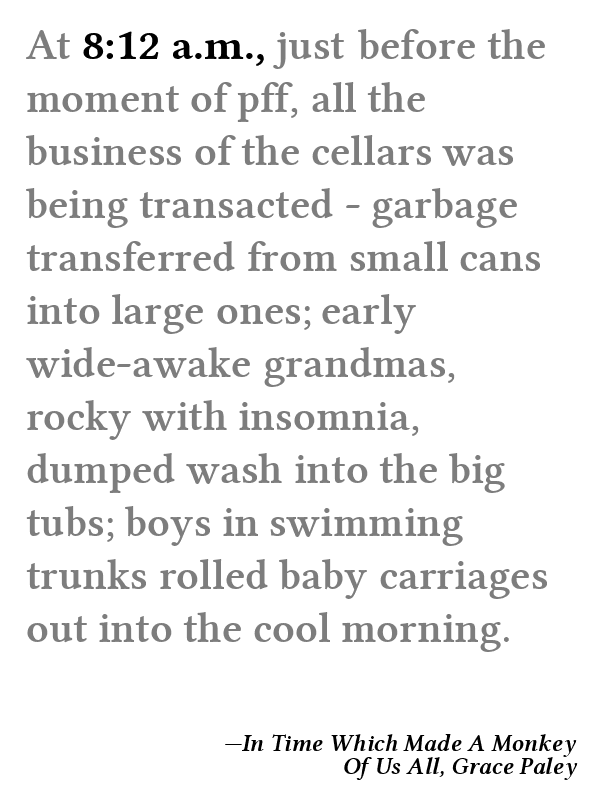 At 8:12 a.m., just before the
moment of pff, all the
business of the cellars was
being transacted - garbage
transferred from small cans
into large ones; early
wide-awake grandmas,
rocky with insomnia,
dumped wash into the big
tubs; boys in swimming
trunks rolled baby carriages
out into the cool morning.
—In Time Which Made A Monkey
Of Us All, Grace Paley